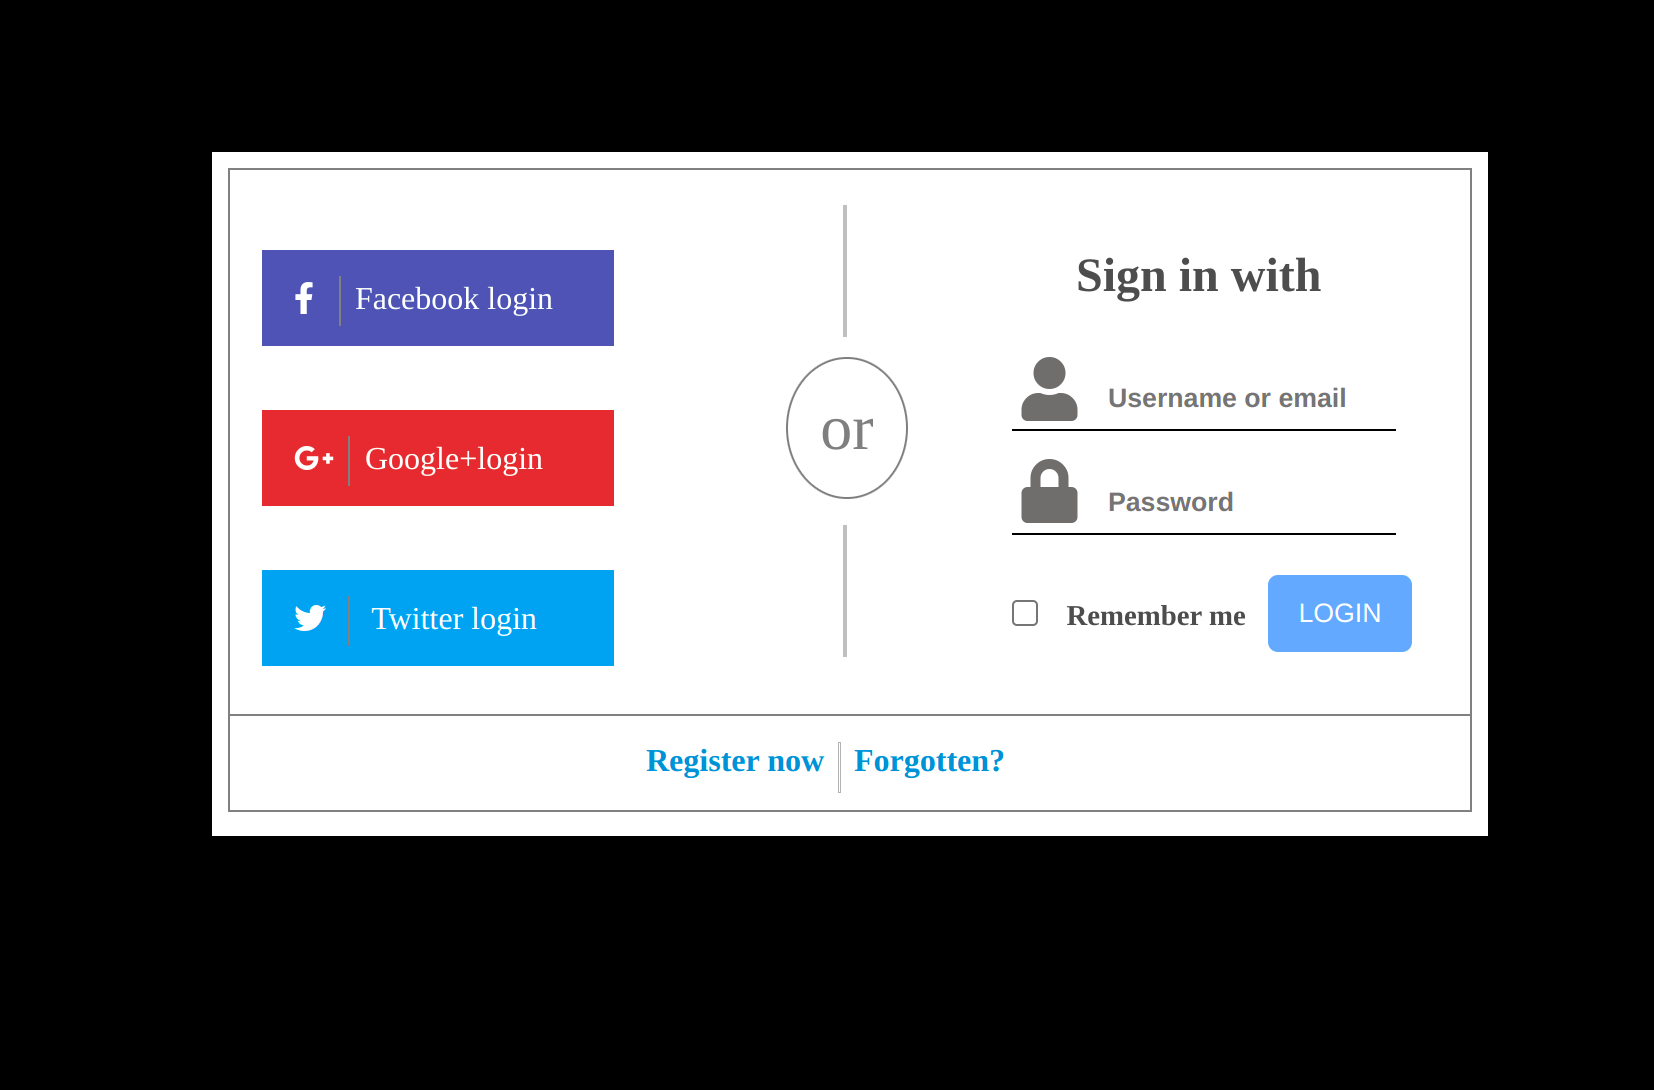 Facebook login
Google+login
Twitter login
or
Sign in with
Username or email
Password
Remember me
LOGIN
Register now
Forgotten?